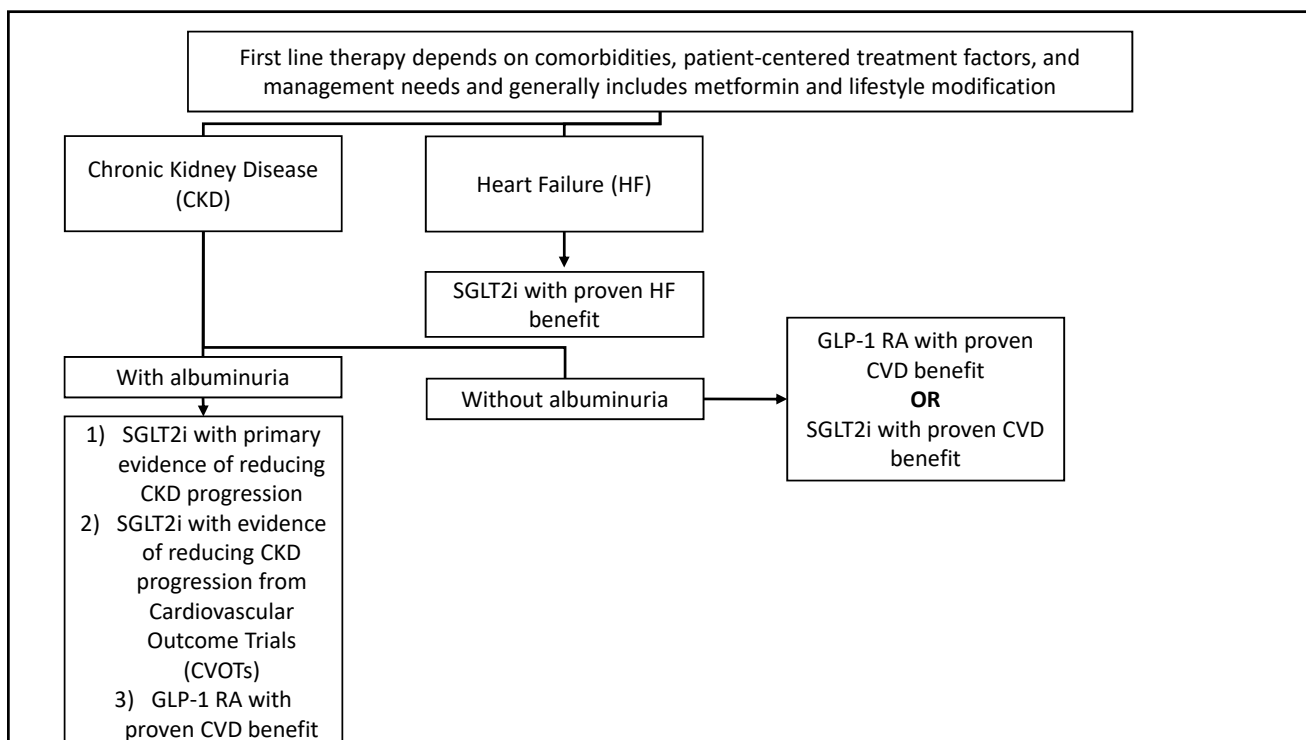 First line therapy depends on comorbidities, patient-centered treatment factors, and
management needs and generally includes metformin and lifestyle modification
Chronic Kidney Disease
(CKD)
Heart Failure (HF)
SGLT2i with proven HF
benefit
With albuminuria
Without albuminuria
GLP-1 RA with proven
CVD benefit
OR
SGLT2i with proven CVD
benefit
1) SGLT2i with primary
evidence of reducing
CKD progression
2) SGLT2i with evidence
of reducing CKD
progression from
Cardiovascular
Outcome Trials
(CVOTs)
3) GLP-1 RA with
proven CVD benefit